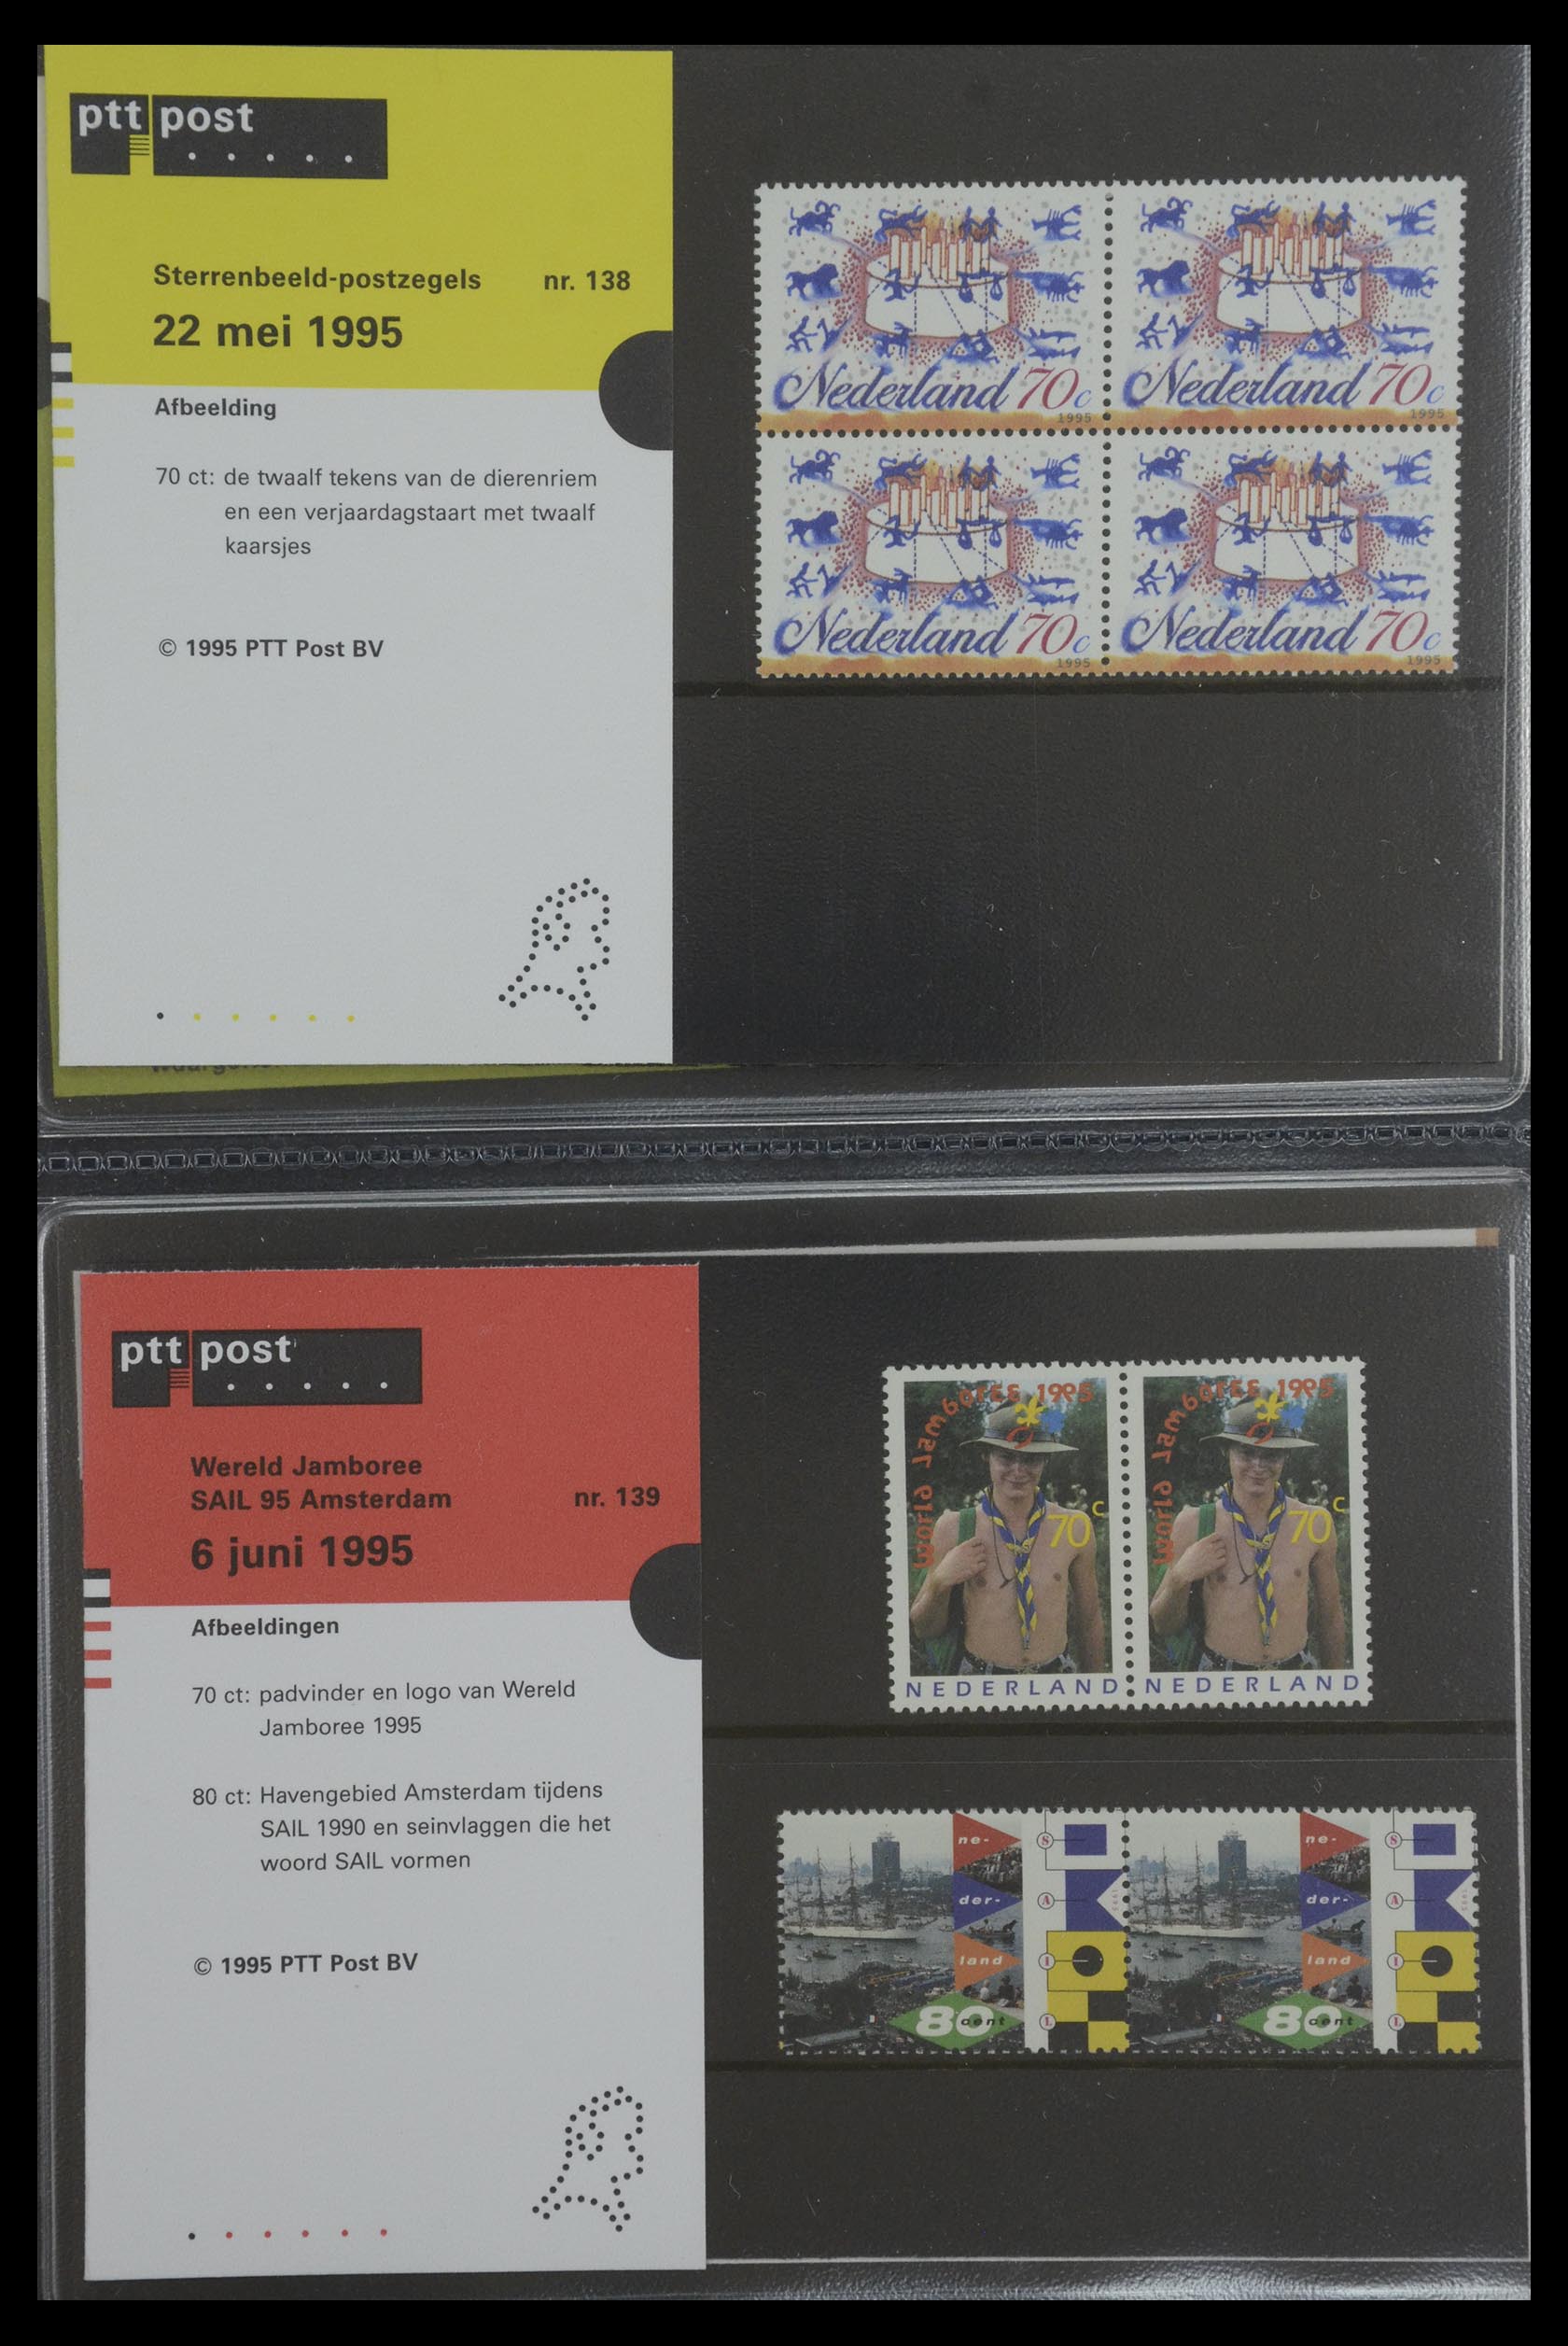 ptt post
Sterrenbeeld-postzegels nr. 138
22 mei 1995
Afbeelding
70 ct: de twaalf tekens van de dierenriem
en een verjaardagstaart met twaalf
kaarsjes
© 1995 PTT Post BV
Nederland 70c
1995
Nederland 70c
1995
Nederland 70c
1995
Nederland 70c
1995
ptt post
Wereld Jamboree
SAIL 95 Amsterdam nr. 139
6 juni 1995
Afbeeldingen
70 ct: padvinder en logo van Wereld
Jamboree 1995
80 ct: Havengebied Amsterdam tijdens
SAIL 1990 en seinvlaggen die het
woord SAIL vormen
© 1995 PTT Post BV
World Jamboree 1995
70c
NEDERLAND
World Jamboree 1995
70c
NEDERLAND
ne-
der-
land
80 cent
S
A
I
L
ne-
der-
land
80 cent
S
A
I
L
1995